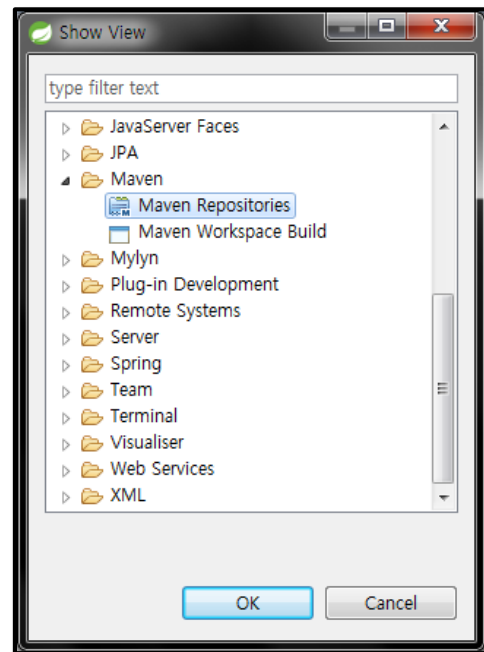 Show View
type filter text
JavaServer Faces
JPA
Maven
Maven Repositories
Maven Workspace Build
Mylyn
Plug-in Development
Remote Systems
Server
Spring
Team
Terminal
Visualiser
Web Services
XML
OK Cancel